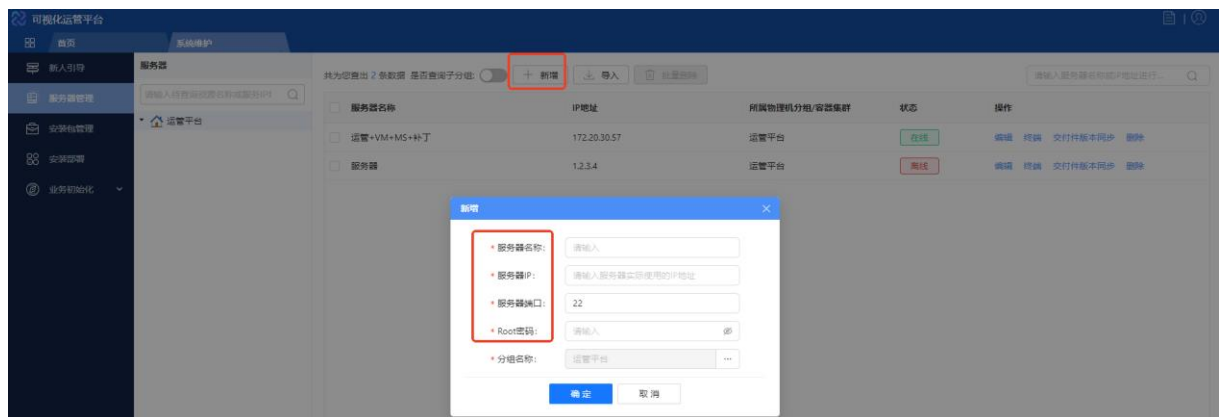 可视化运营平台
首页 系统维护
新人引导
服务器管理
安装包管理
安装部署
业务初始化
服务器
运营平台
共为您查出 2 条数据 是否查询子分组: 新增 导入 批量删除
服务器名称 IP地址 所属物理机分组/容器集群 状态 操作
运营+VM+MS+补丁 172.20.30.57 运营平台 在线 编辑 终端 交付件版本同步 删除
服务器 1.2.3.4 运营平台 离线 编辑 终端 交付件版本同步 删除
新增
* 服务器名称: 请输入
* 服务器IP: 请输入服务器实际使用的IP地址
* 服务器端口: 22
* Root密码: 请输入
* 分组名称: 运营平台 ...
确定 取消